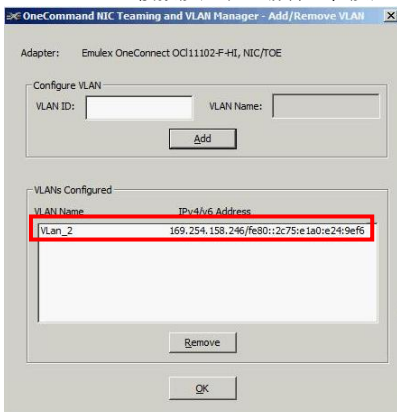 OneCommand NIC Teaming and VLAN Manager - Add/Remove VLAN
Adapter: Emulex OneConnect OCl11102-F-HI, NIC/TOE
Configure VLAN
VLAN ID: VLAN Name:
Add
VLANs Configured
VLAN Name IPv4/v6 Address
VLan_2 169.254.158.246/fe80::2c75:e1a0:e24:9ef6
Remove
OK